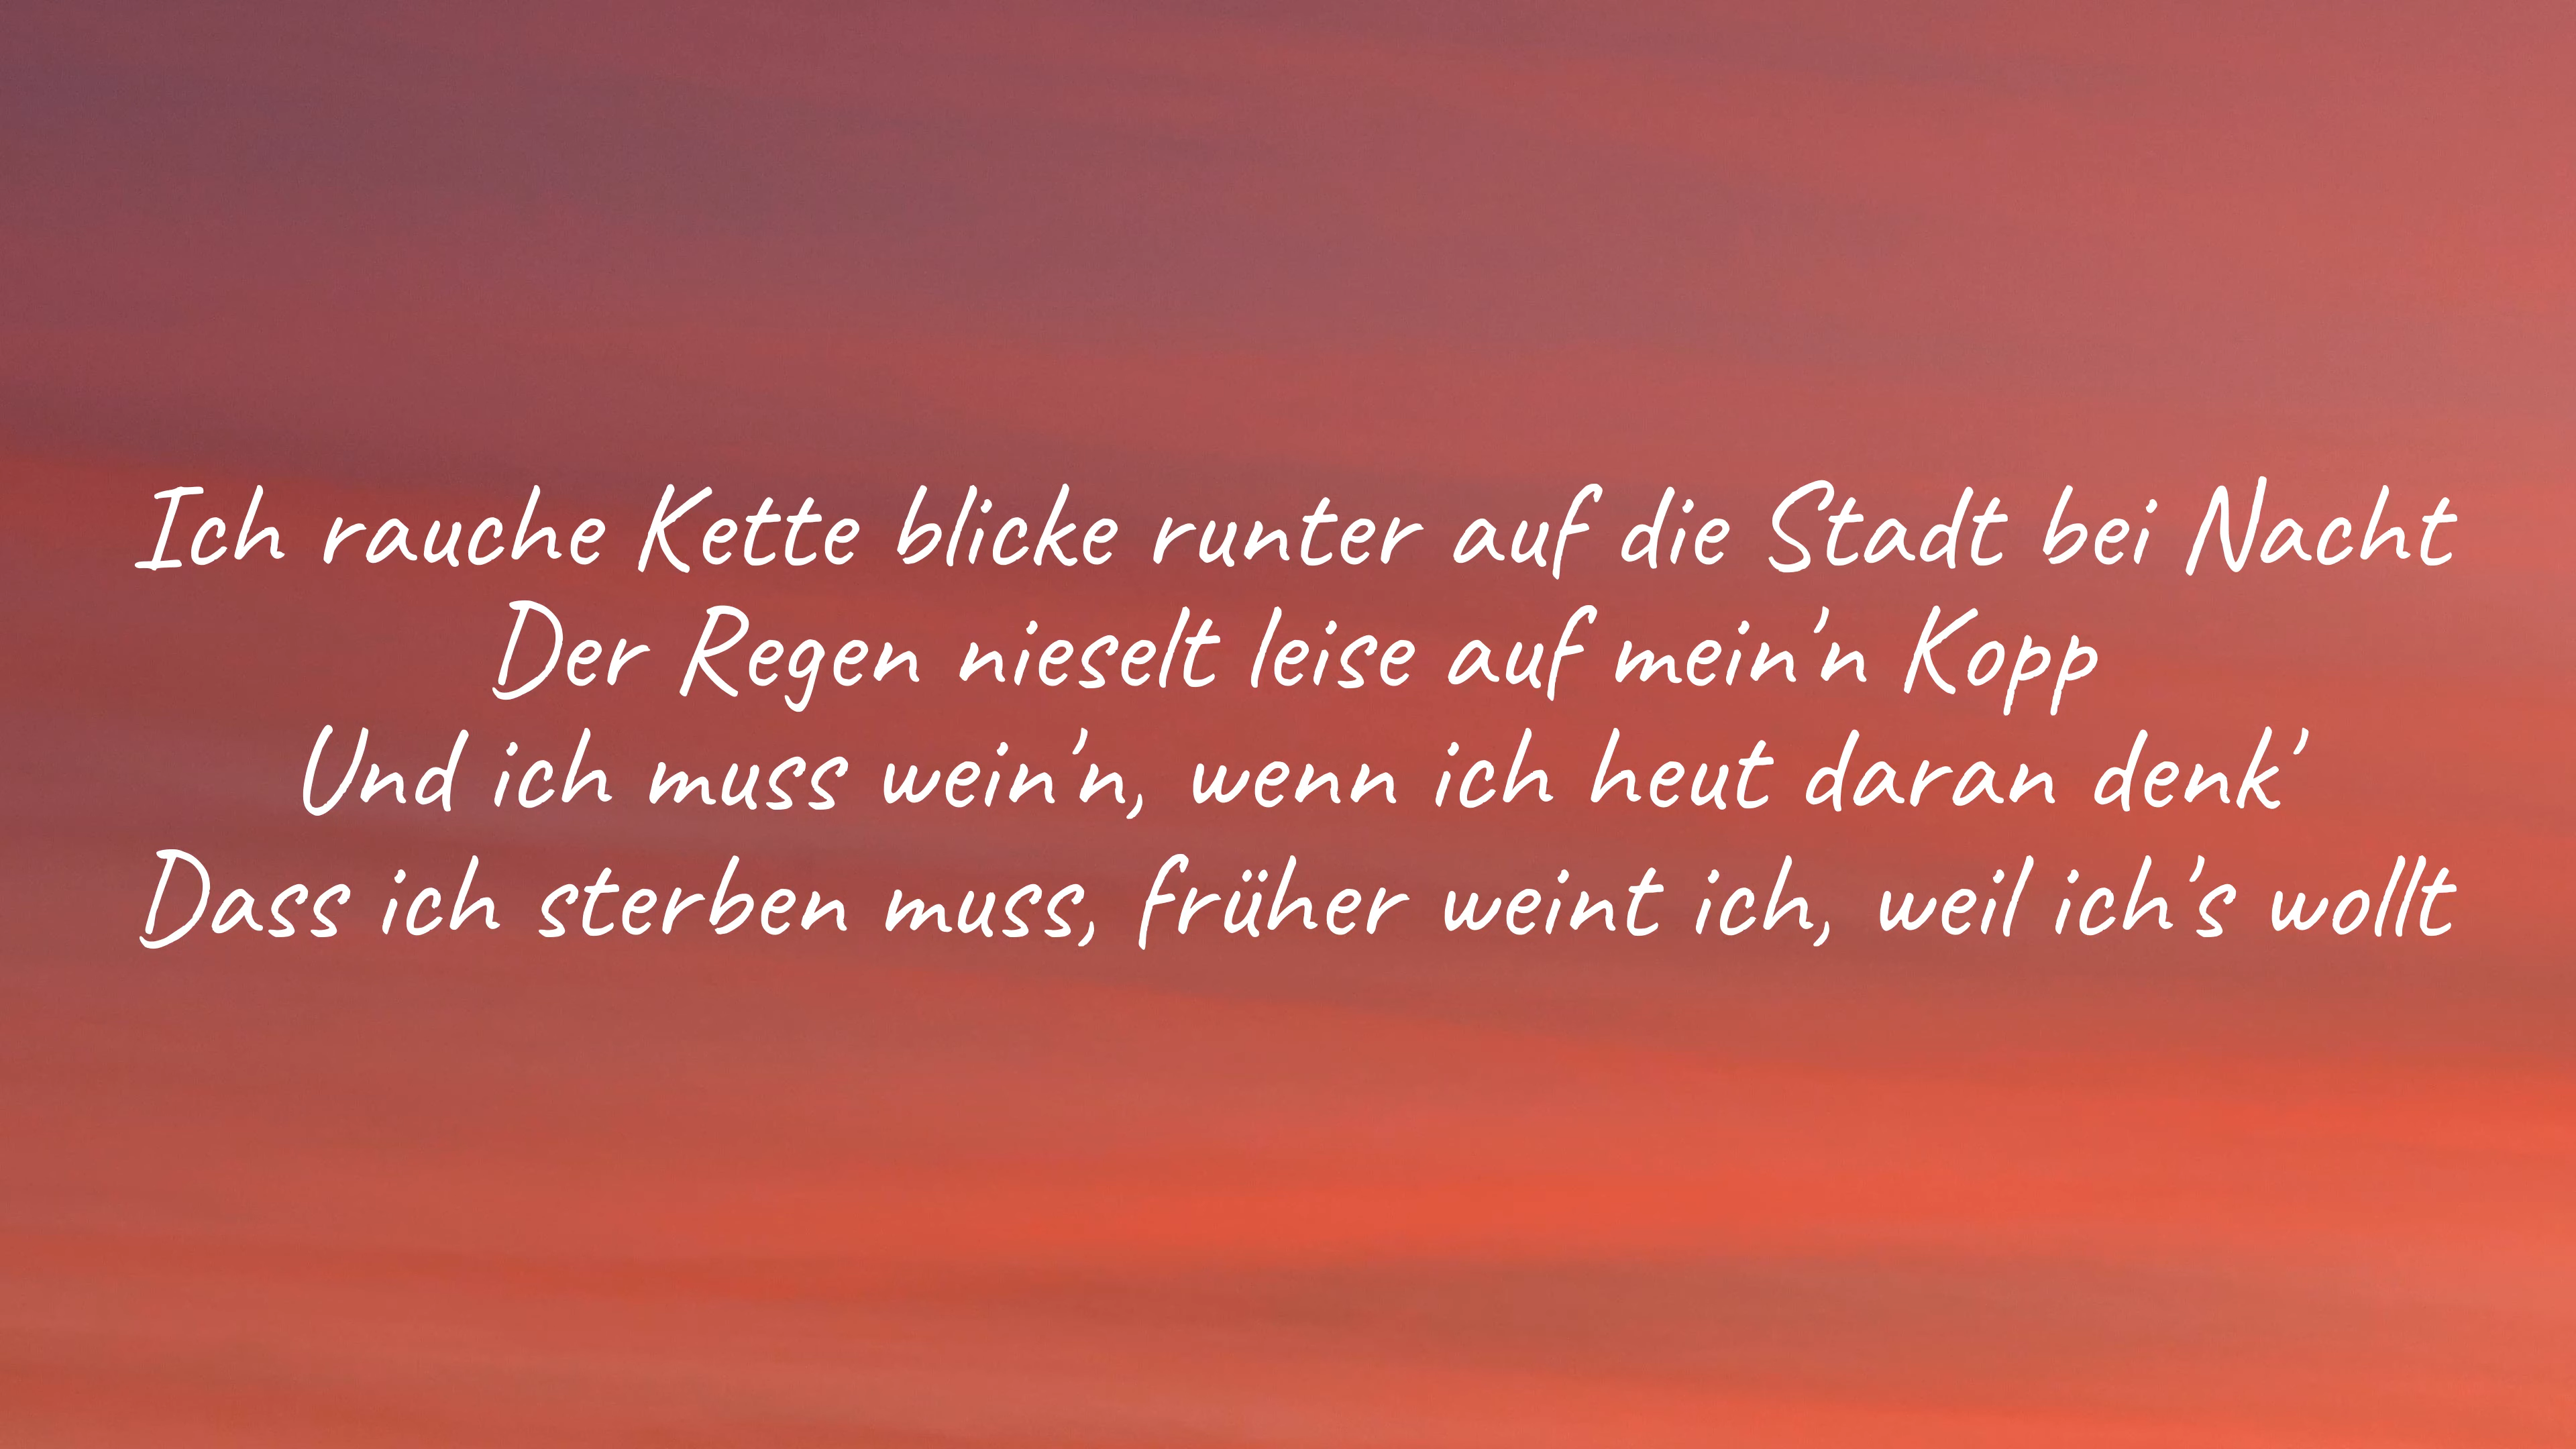 Ich rauche Kette blicke runter auf die Stadt bei Nacht
Der Regen nieselt leise auf mein'n Kopp
Und ich muss wein'n, wenn ich heut daran denk'
Dass ich sterben muss, früher weint ich, weil ich's wollt